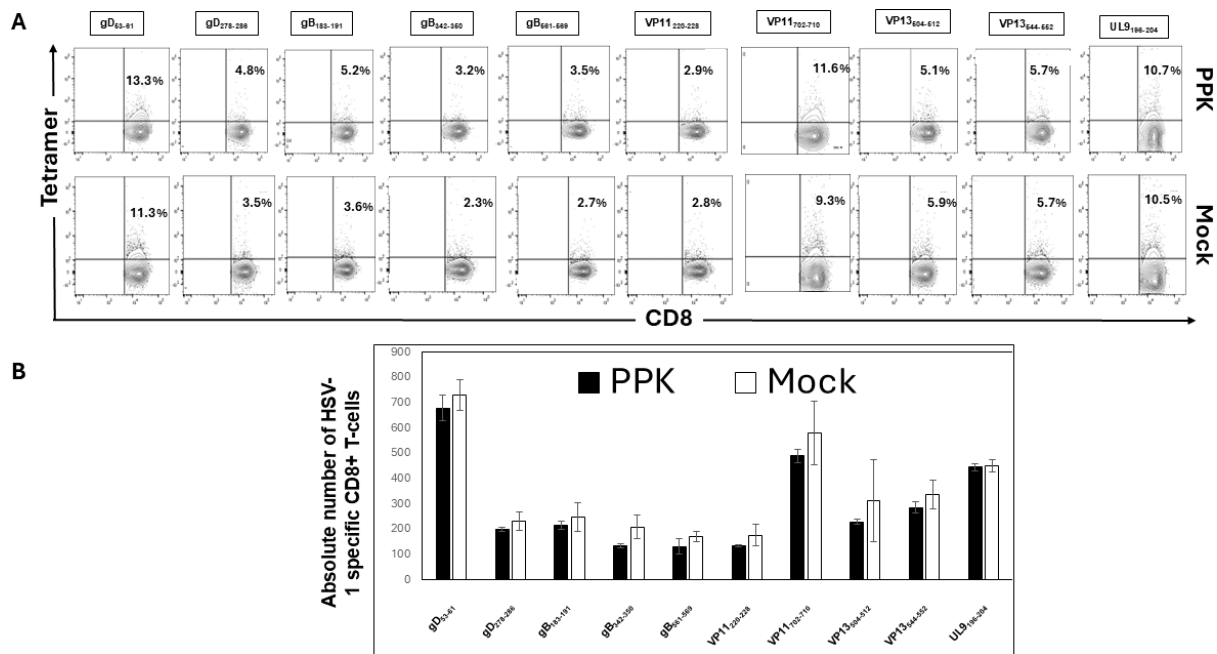 A
gD53-61 gD278-286 gB183-191 gB342-350 gB561-569 VP11220-228 VP11702-710 VP13504-512 VP13544-552 UL9196-204
13.3% 4.8% 5.2% 3.2% 3.5% 2.9% 11.6% 5.1% 5.7% 10.7%
PPK
Tetramer
11.3% 3.5% 3.6% 2.3% 2.7% 2.8% 9.3% 5.9% 5.7% 10.5%
Mock
CD8
B
Absolute number of HSV-
1 specific CD8+ T-cells
900
800
700
600
500
400
300
200
100
0
PPK Mock
gD53-61 gD278-286 gB183-191 gB342-350 gB561-569 VP11220-228 VP11702-710 VP13504-512 VP13544-552 UL9196-204